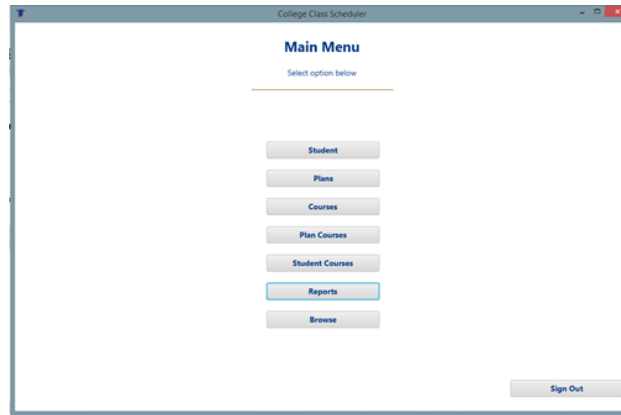 College Class Scheduler
Main Menu
Select option below
Student
Plans
Courses
Plan Courses
Student Courses
Reports
Browse
Sign Out